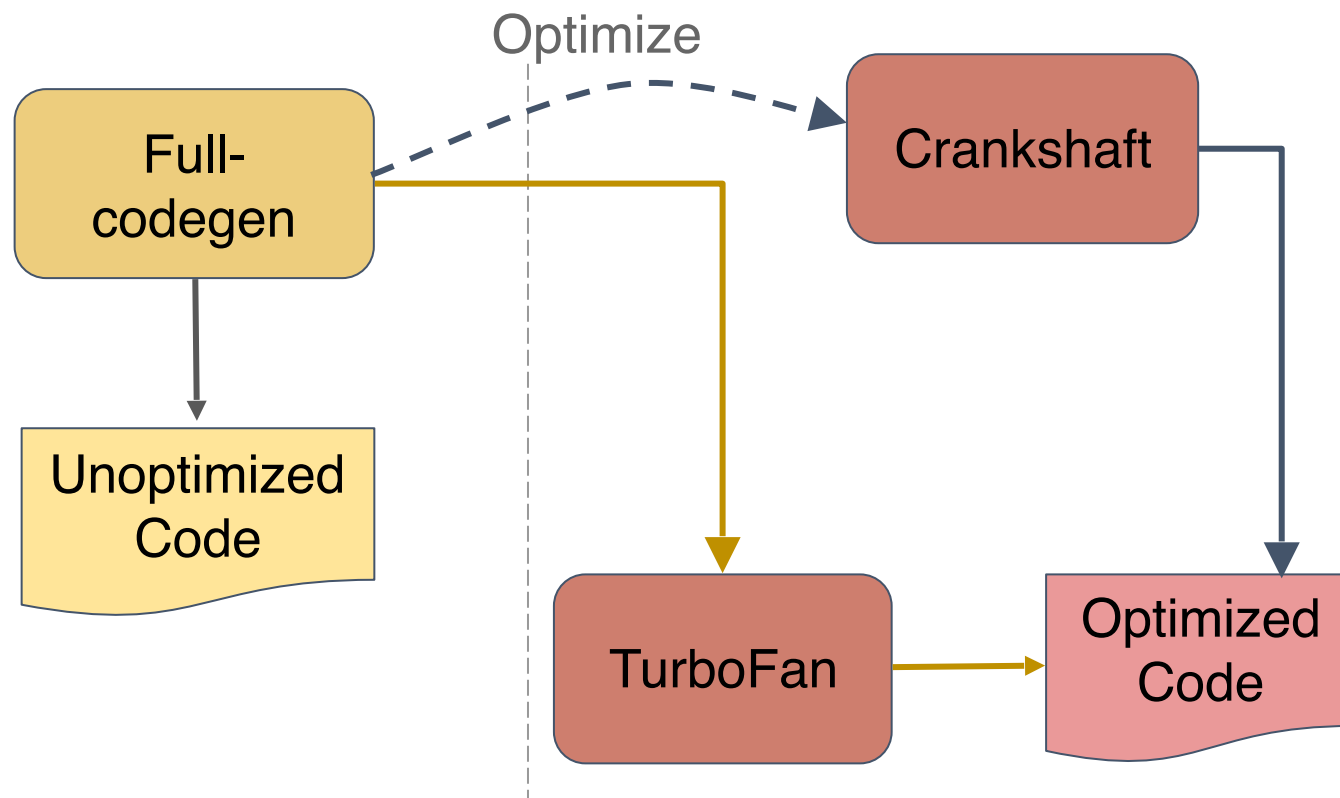 Optimize
Full-
codegen
Crankshaft
Unoptimized
Code
TurboFan
Optimized
Code